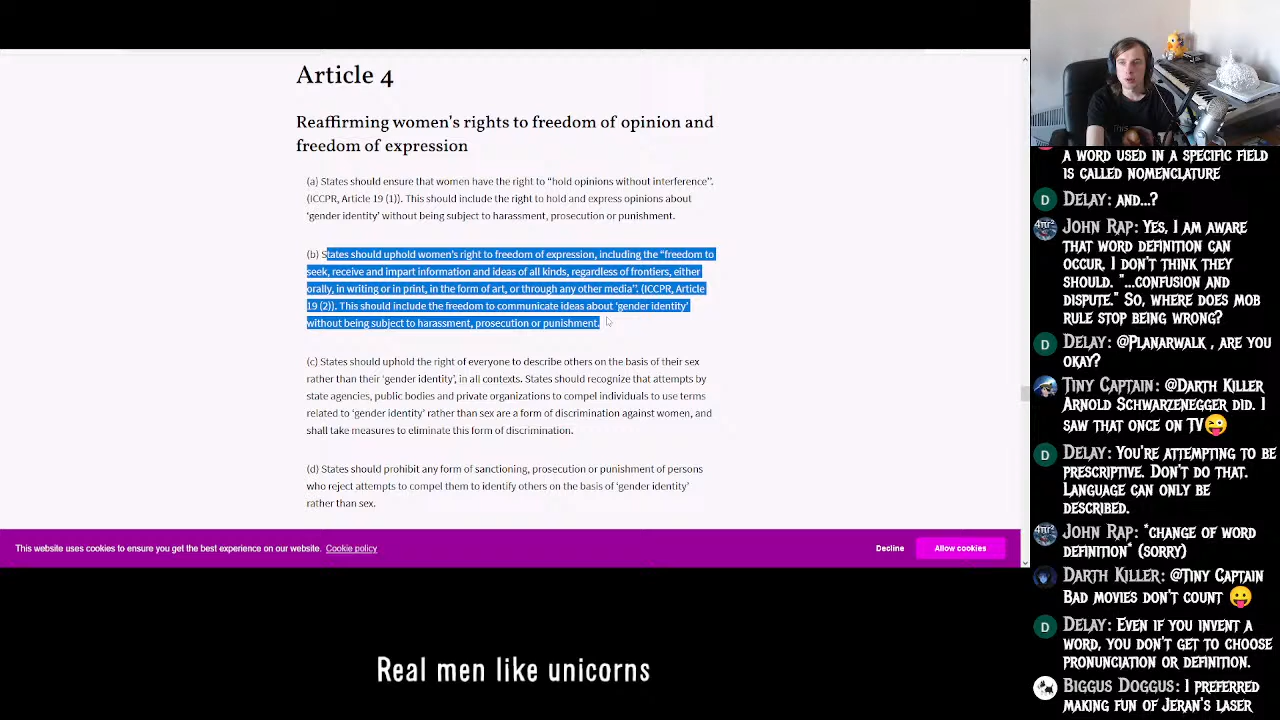 Article 4
Reaffirming women's rights to freedom of opinion and
freedom of expression
(a) States should ensure that women have the right to “hold opinions without interference”.
(ICCPR, Article 19 (1)). This should include the right to hold and express opinions about
‘gender identity’ without being subject to harassment, prosecution or punishment.
(b) States should uphold women’s right to freedom of expression, including the “freedom to
seek, receive and impart information and ideas of all kinds, regardless of frontiers, either
orally, in writing or in print, in the form of art, or through any other media”. (ICCPR, Article
19 (2)). This should include the freedom to communicate ideas about ‘gender identity’
without being subject to harassment, prosecution or punishment.
(c) States should uphold the right of everyone to describe others on the basis of their sex
rather than their ‘gender identity’, in all contexts. States should recognize that attempts by
state agencies, public bodies and private organizations to compel individuals to use terms
related to ‘gender identity’ rather than sex are a form of discrimination against women, and
shall take measures to eliminate this form of discrimination.
(d) States should prohibit any form of sanctioning, prosecution or punishment of persons
who reject attempts to compel them to identify others on the basis of ‘gender identity’
rather than sex.
This website uses cookies to ensure you get the best experience on our website. Cookie policy
Decline
Allow cookies
Real men like unicorns
This
A word used in a specific field
is called nomenclature
D
Delay: and...?
4πr²
John Rap: Yes, I am aware
that word definition can
occur, I don't think they
should. "...confusion and
dispute." So, where does mob
rule stop being wrong?
D
Delay: @Planarwalk , are you
okay?
Tiny Captain: @Darth Killer
Arnold Schwarzenegger did. I
saw that once on TV😜
D
Delay: You're attempting to be
prescriptive. Don't do that.
Language can only be
described.
4πr²
John Rap: *change of word
definition* (sorry)
Darth Killer: @Tiny Captain
Bad movies don't count 😛
D
Delay: Even if you invent a
word, you don't get to choose
pronunciation or definition.
Biggus Doggus: I preferred
making fun of Jeran's laser